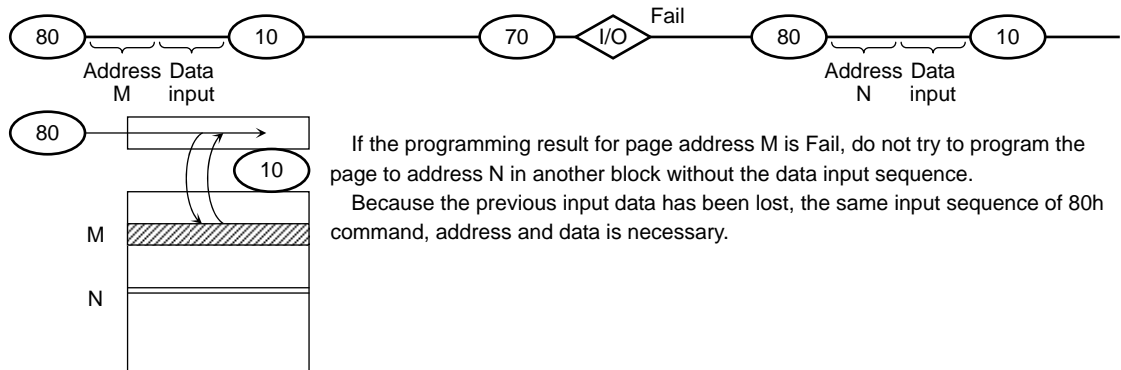 Fail
80 10 70 I/O 80 10
Address Data Address Data
M input N input
80
If the programming result for page address M is Fail, do not try to program the
10
page to address N in another block without the data input sequence.
Because the previous input data has been lost, the same input sequence of 80h
M
command, address and data is necessary.
N